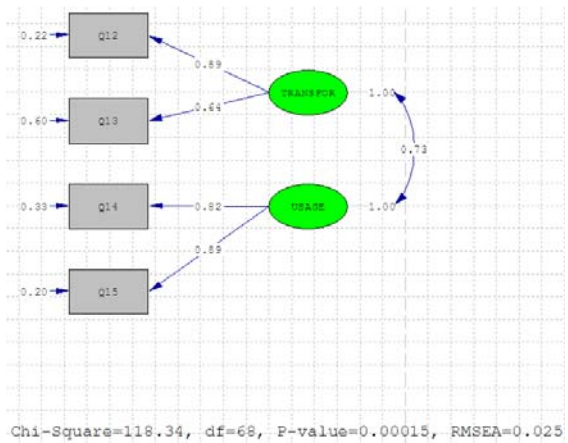 0.22 Q12
0.89
TRANSFOR 1.00
0.64
0.60 Q13
0.73
0.33 Q14 0.82 USAGE 1.00
0.89
0.20 Q15
Chi-Square=118.34, df=68, P-value=0.00015, RMSEA=0.025